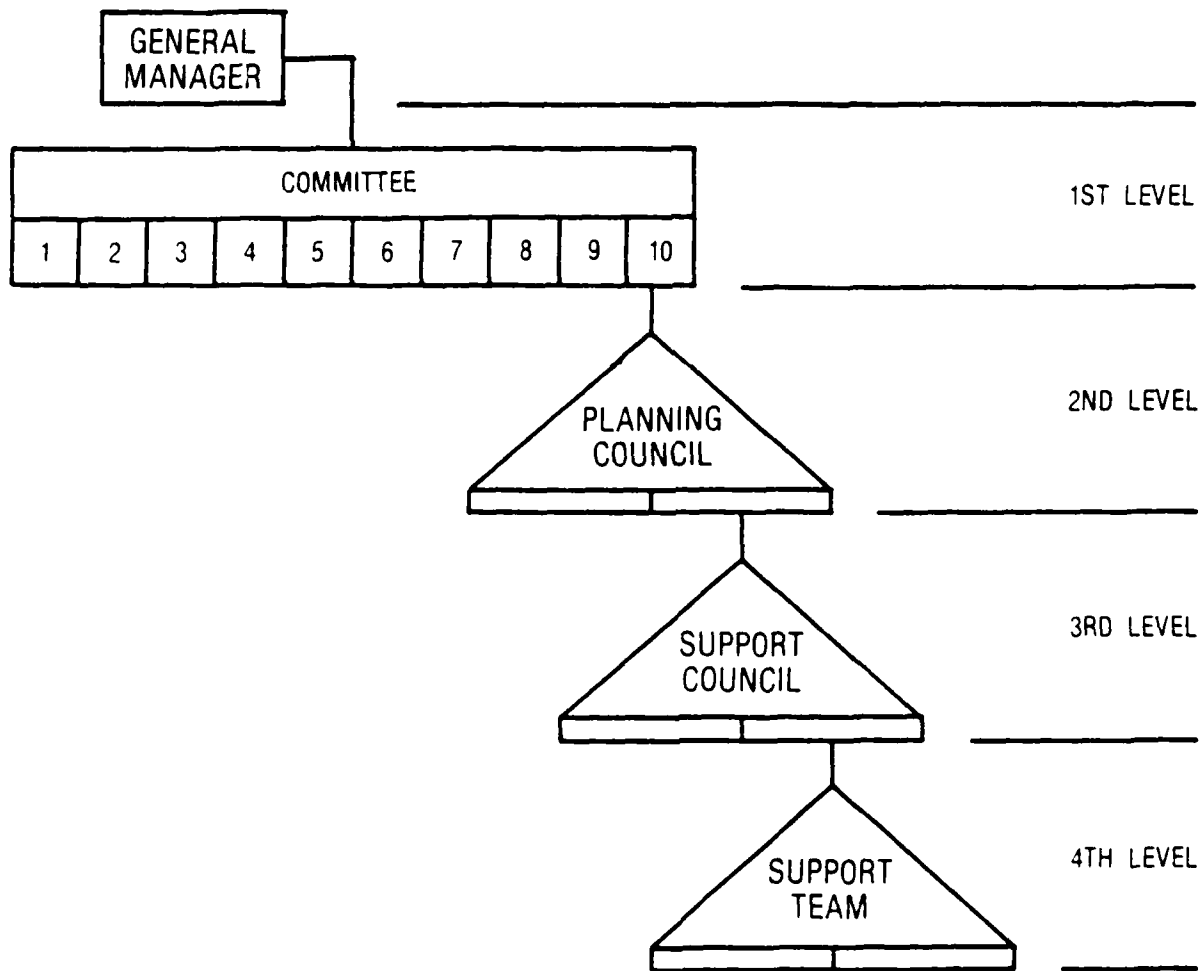 GENERAL
MANAGER
COMMITTEE
1ST LEVEL
1 2 3 4 5 6 7 8 9 10
PLANNING
COUNCIL
2ND LEVEL
SUPPORT
COUNCIL
3RD LEVEL
SUPPORT
TEAM
4TH LEVEL